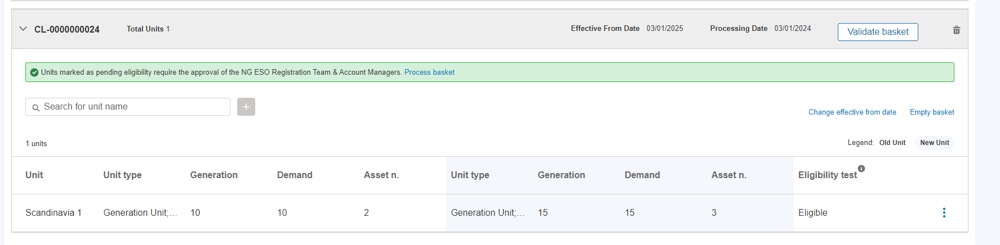 CL-0000000024 Total Units 1 Effective From Date 03/01/2025 Processing Date 03/01/2024 Validate basket
Units marked as pending eligibility require the approval of the NG ESO Registration Team & Account Managers. Process basket
Search for unit name +
Change effective from date Empty basket
1 units Legend: Old Unit New Unit
Unit Unit type Generation Demand Asset n. Unit type Generation Demand Asset n. Eligibility test
Scandinavia 1 Generation Unit;... 10 10 2 Generation Unit;... 15 15 3 Eligible